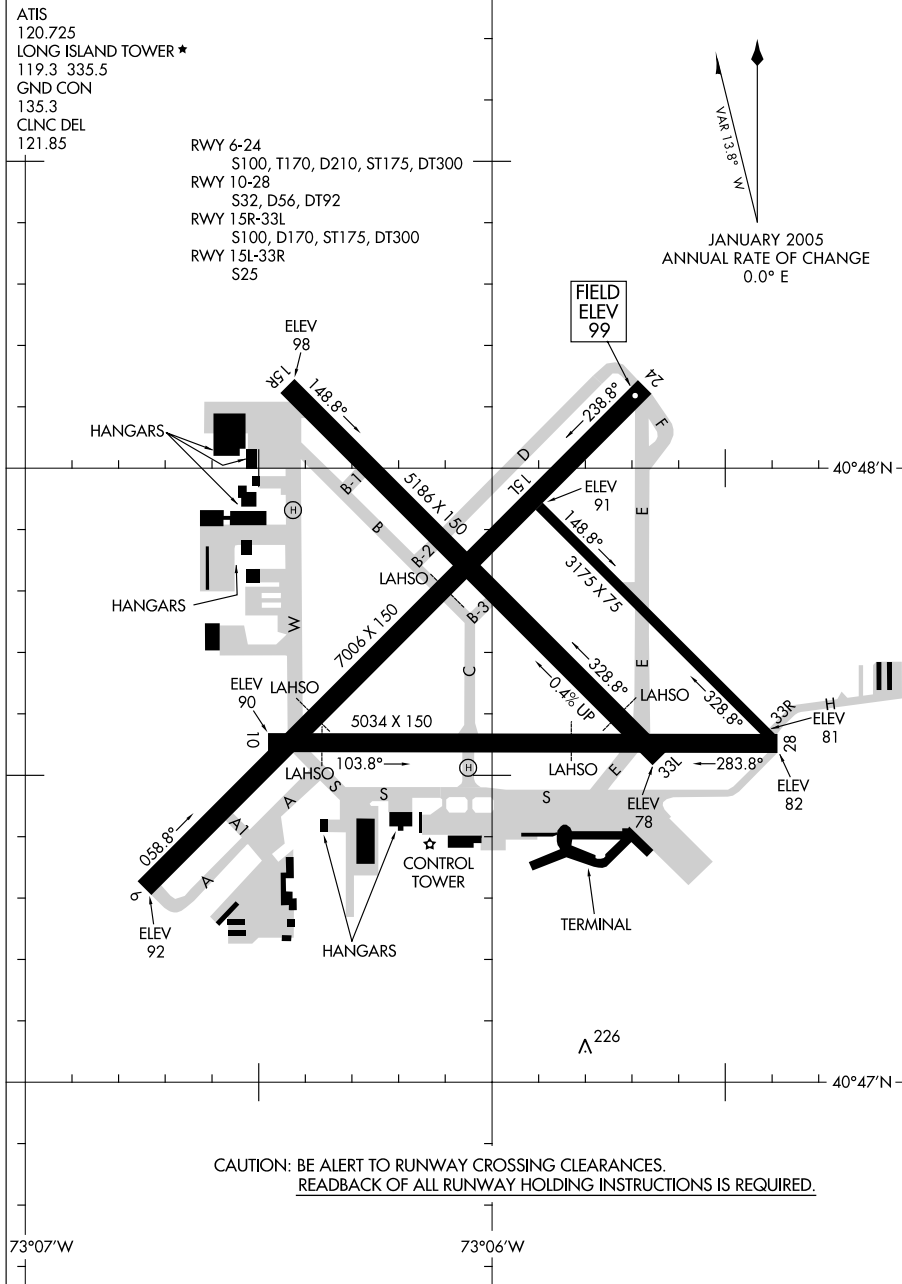 ATIS
120.725
LONG ISLAND TOWER ★
119.3 335.5
GND CON
135.3
CLNC DEL
121.85
RWY 6-24
S100, T170, D210, ST175, DT300
RWY 10-28
S32, D56, DT92
RWY 15R-33L
S100, D170, ST175, DT300
RWY 15L-33R
S25
VAR 13.8° W
JANUARY 2005
ANNUAL RATE OF CHANGE
0.0° E
FIELD
ELEV
99
ELEV
98
15R
148.8°
24
238.8°
F
HANGARS
D
40°48'N
B-1
5186 X 150
15L
ELEV
91
E
H
B
148.8°
B-2
3175 X 75
LAHSO
HANGARS
B-3
7006 X 150
W
C
328.8°
E
0.4% UP
LAHSO
328.8°
33R
H
ELEV
90
LAHSO
5034 X 150
ELEV
81
10
28
LAHSO
103.8°
H
LAHSO
E
33L
283.8°
ELEV
82
A
S
S
S
ELEV
78
A1
058.8°
A
6
CONTROL
TOWER
ELEV
92
HANGARS
TERMINAL
226
40°47'N
CAUTION: BE ALERT TO RUNWAY CROSSING CLEARANCES.
READBACK OF ALL RUNWAY HOLDING INSTRUCTIONS IS REQUIRED.
73°07'W
73°06'W